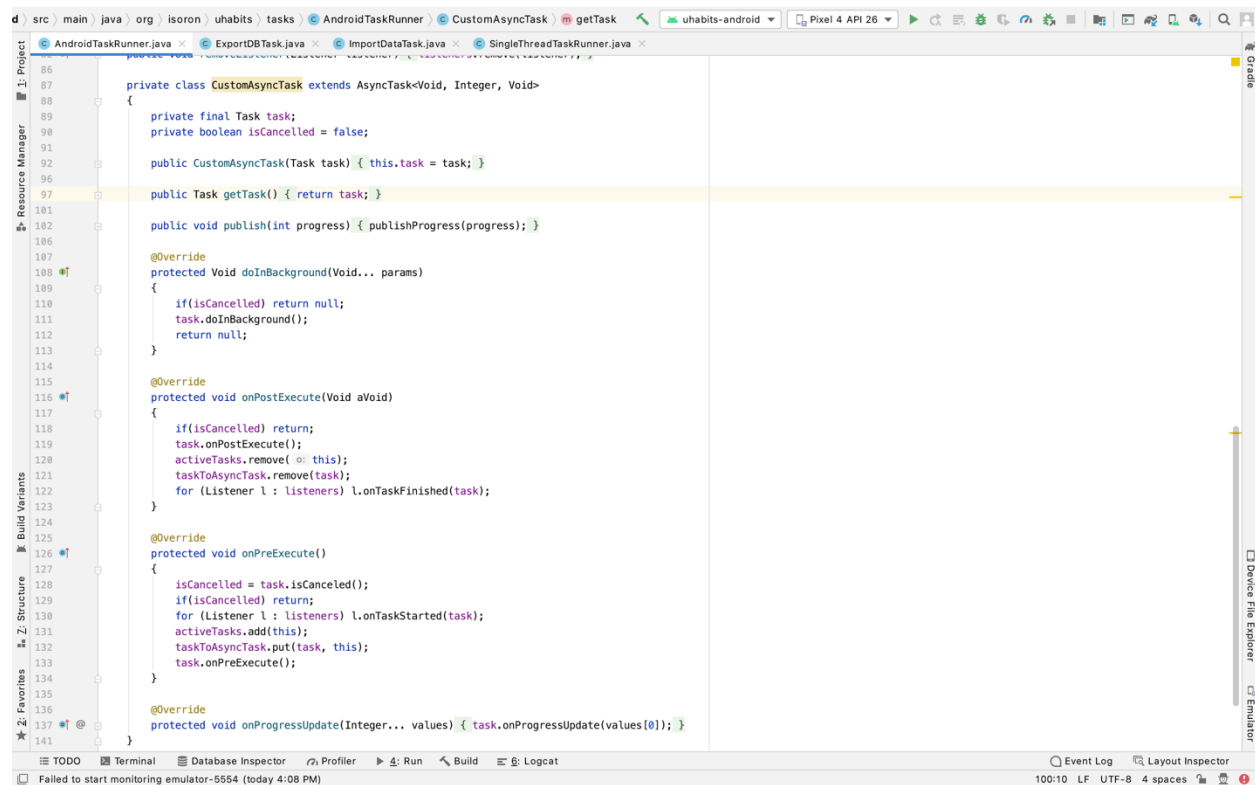 d src main java org isoron uhabits tasks AndroidTaskRunner CustomAsyncTask getTask uhabits-android Pixel 4 API 26
AndroidTaskRunner.java ExportDBTask.java ImportDataTask.java SingleThreadTaskRunner.java
86
87 private class CustomAsyncTask extends AsyncTask<Void, Integer, Void>
88 {
89 private final Task task;
90 private boolean isCancelled = false;
91
92 public CustomAsyncTask(Task task) { this.task = task; }
96
97 public Task getTask() { return task; }
101
102 public void publish(int progress) { publishProgress(progress); }
106
107 @Override
108 protected Void doInBackground(Void... params)
109 {
110 if(isCancelled) return null;
111 task.doInBackground();
112 return null;
113 }
114
115 @Override
116 protected void onPostExecute(Void aVoid)
117 {
118 if(isCancelled) return;
119 task.onPostExecute();
120 activeTasks.remove( o: this);
121 taskToAsyncTask.remove(task);
122 for (Listener l : listeners) l.onTaskFinished(task);
123 }
124
125 @Override
126 protected void onPreExecute()
127 {
128 isCancelled = task.isCanceled();
129 if(isCancelled) return;
130 for (Listener l : listeners) l.onTaskStarted(task);
131 activeTasks.add(this);
132 taskToAsyncTask.put(task, this);
133 task.onPreExecute();
134 }
135
136 @Override
137 @ protected void onProgressUpdate(Integer... values) { task.onProgressUpdate(values[0]); }
141 }
1: Project
Resource Manager
Build Variants
Z: Structure
2: Favorites
Gradle
Device File Explorer
Emulator
TODO Terminal Database Inspector Profiler 4: Run Build 6: Logcat Event Log Layout Inspector
Failed to start monitoring emulator-5554 (today 4:08 PM) 100:10 LF UTF-8 4 spaces